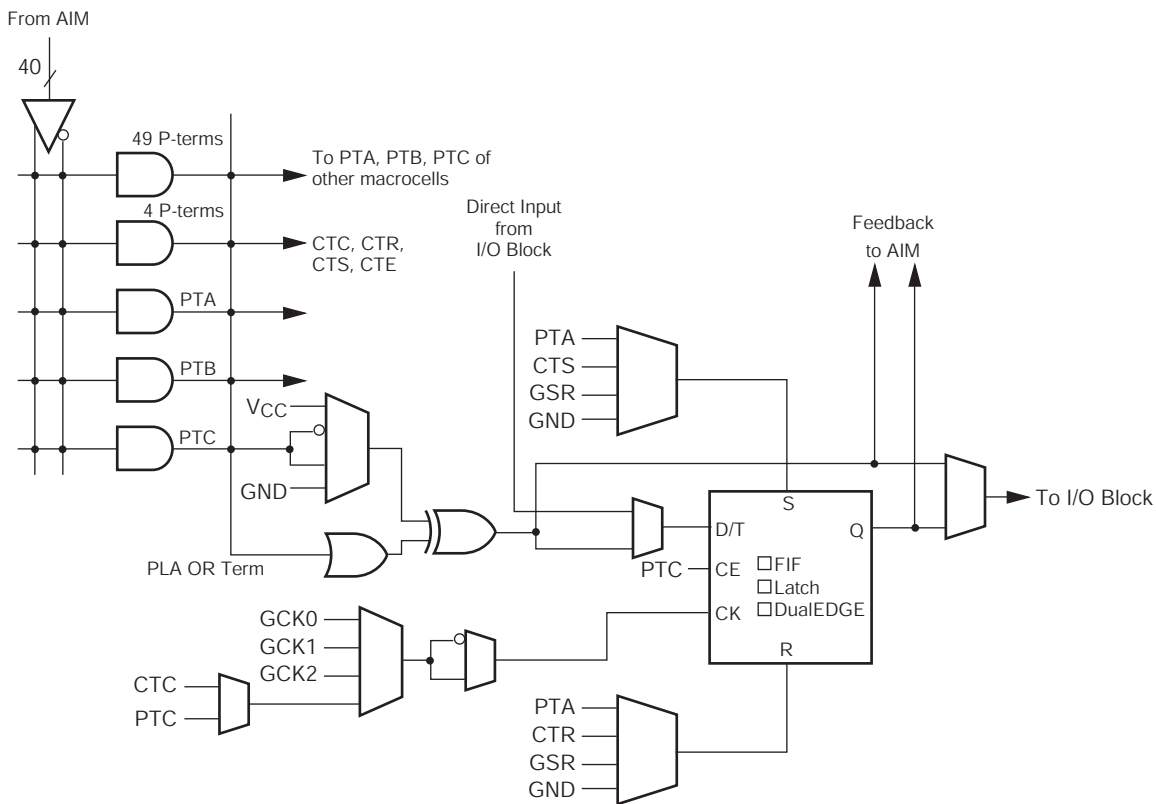 From AIM
40
49 P-terms
To PTA, PTB, PTC of
other macrocells
4 P-terms
CTC, CTR,
CTS, CTE
Direct Input
from
I/O Block
Feedback
to AIM
PTA
PTB
PTC
VCC
GND
PLA OR Term
PTA
CTS
GSR
GND
To I/O Block
S
D/T
Q
PTC
CE
FIF
Latch
DualEDGE
CK
R
GCK0
GCK1
GCK2
CTC
PTC
PTA
CTR
GSR
GND